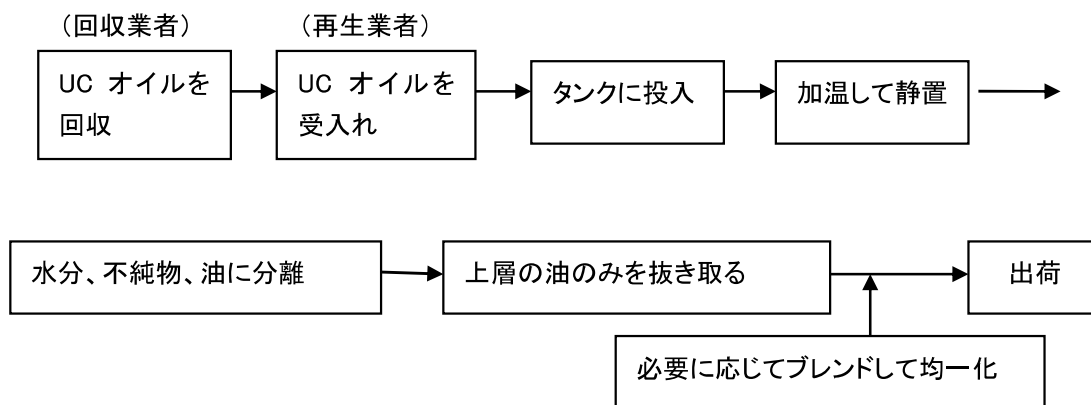 （回収業者）
（再生業者）
UC オイルを
回収
UC オイルを
受入れ
タンクに投入
加温して静置
水分、不純物、油に分離
上層の油のみを抜き取る
出荷
必要に応じてブレンドして均一化